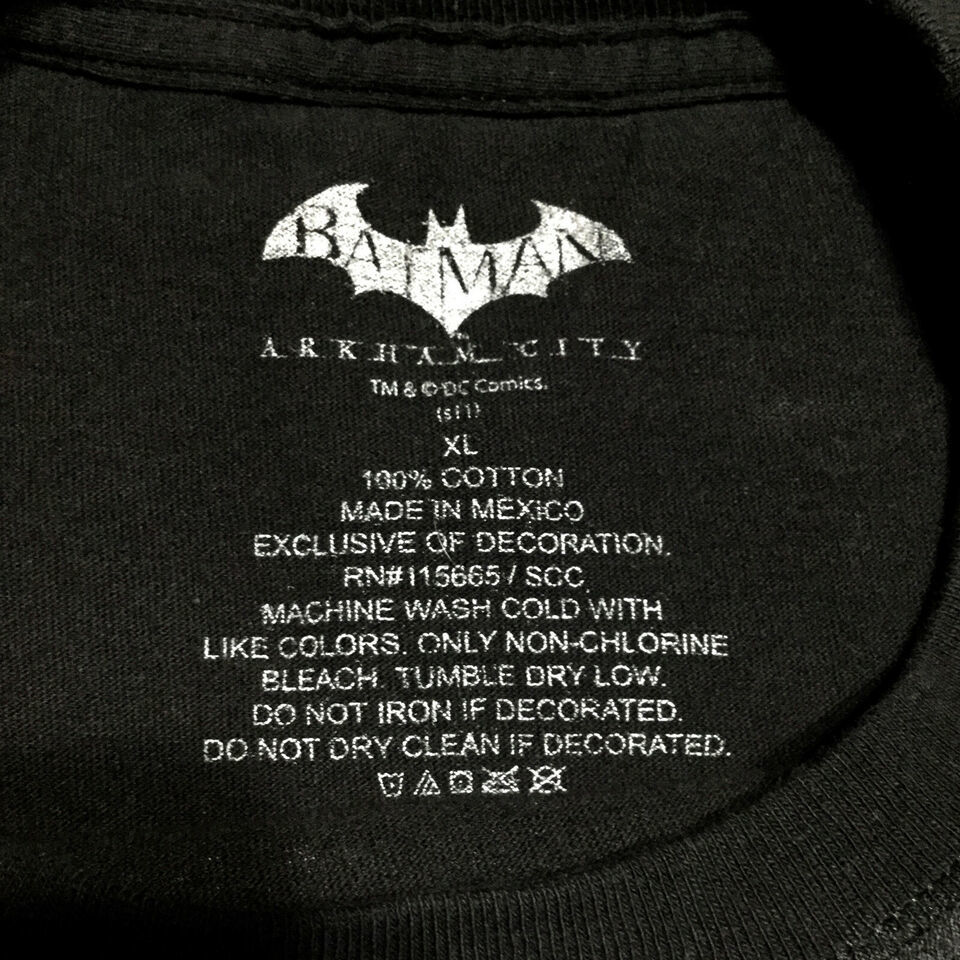 BATMAN
ARKHAM CITY
TM & © DC Comics.
(s11)
XL
100% COTTON
MADE IN MEXICO
EXCLUSIVE OF DECORATION.
RN#115665 / SCC
MACHINE WASH COLD WITH
LIKE COLORS. ONLY NON-CHLORINE
BLEACH. TUMBLE DRY LOW.
DO NOT IRON IF DECORATED.
DO NOT DRY CLEAN IF DECORATED.